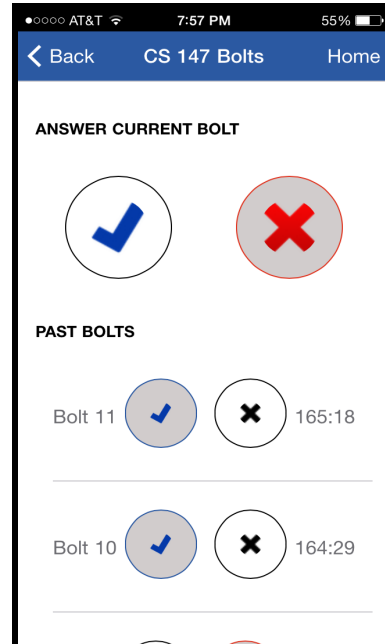 AT&T 7:57 PM 55%
Back CS 147 Bolts Home
ANSWER CURRENT BOLT
PAST BOLTS
Bolt 11 165:18
Bolt 10 164:29